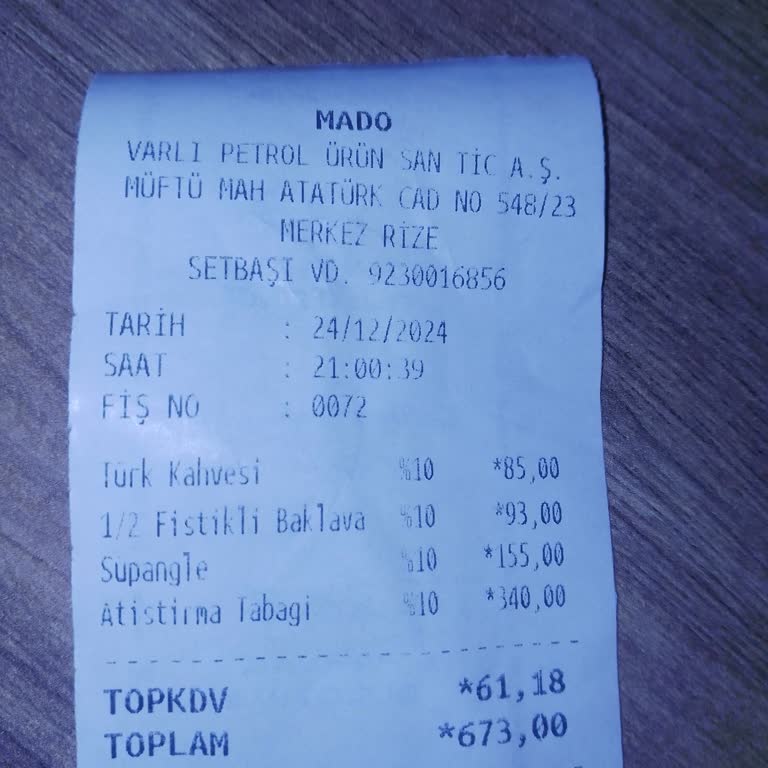 MADO
VARLI PETROL ÜRÜN SAN TİC A.Ş.
MÜFTÜ MAH ATATÜRK CAD NO 548/23
MERKEZ RİZE
SETBAŞI VD. 9230016856
TARİH : 24/12/2024
SAAT : 21:00:39
FİŞ NO : 0072
Türk Kahvesi %10 *85,00
1/2 Fistikli Baklava %10 *93,00
Supangle %10 *155,00
Atistirma Tabagi %10 *340,00
TOPKDV *61,18
TOPLAM *673,00